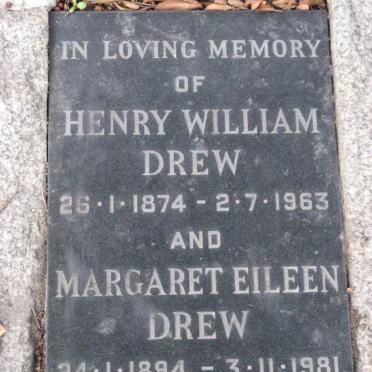 IN LOVING MEMORY
OF
HENRY WILLIAM
DREW
26·1·1874 - 2·7·1963
AND
MARGARET EILEEN
DREW
24·1·1894 - 3·11·1981